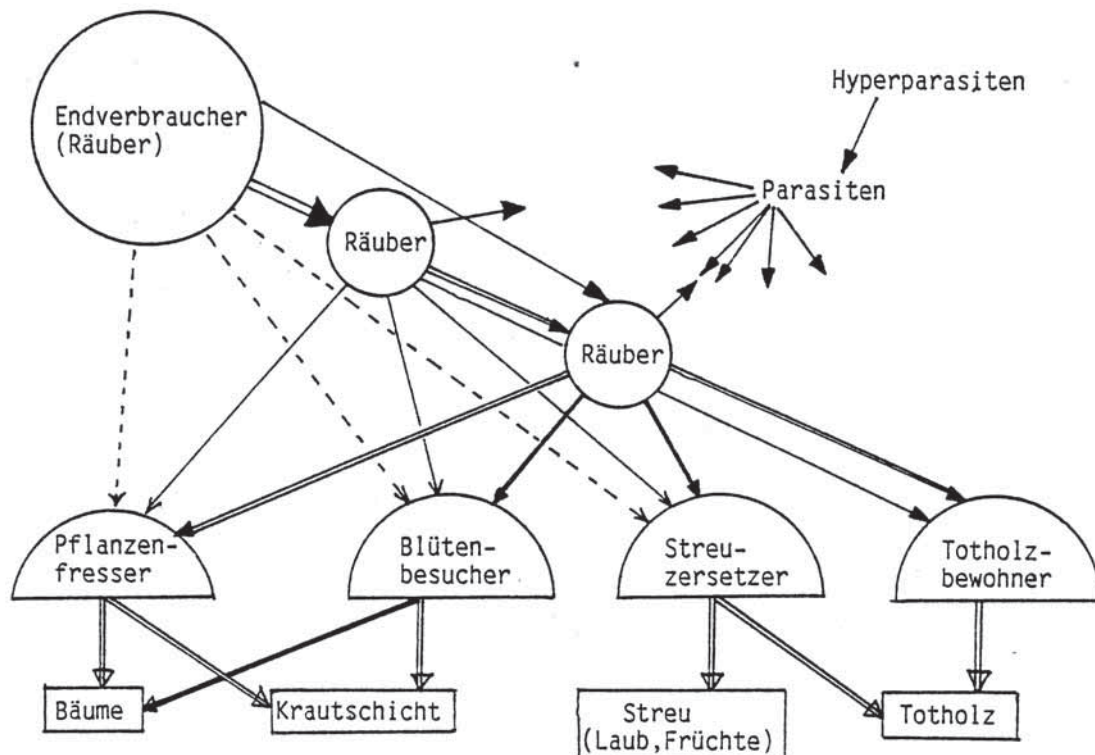 Endverbraucher
(Räuber)
Hyperparasiten
Parasiten
Räuber
Räuber
Pflanzen-
fresser
Blüten-
besucher
Streu-
zersetzer
Totholz-
bewohner
Bäume
Krautschicht
Streu
(Laub,Früchte)
Totholz